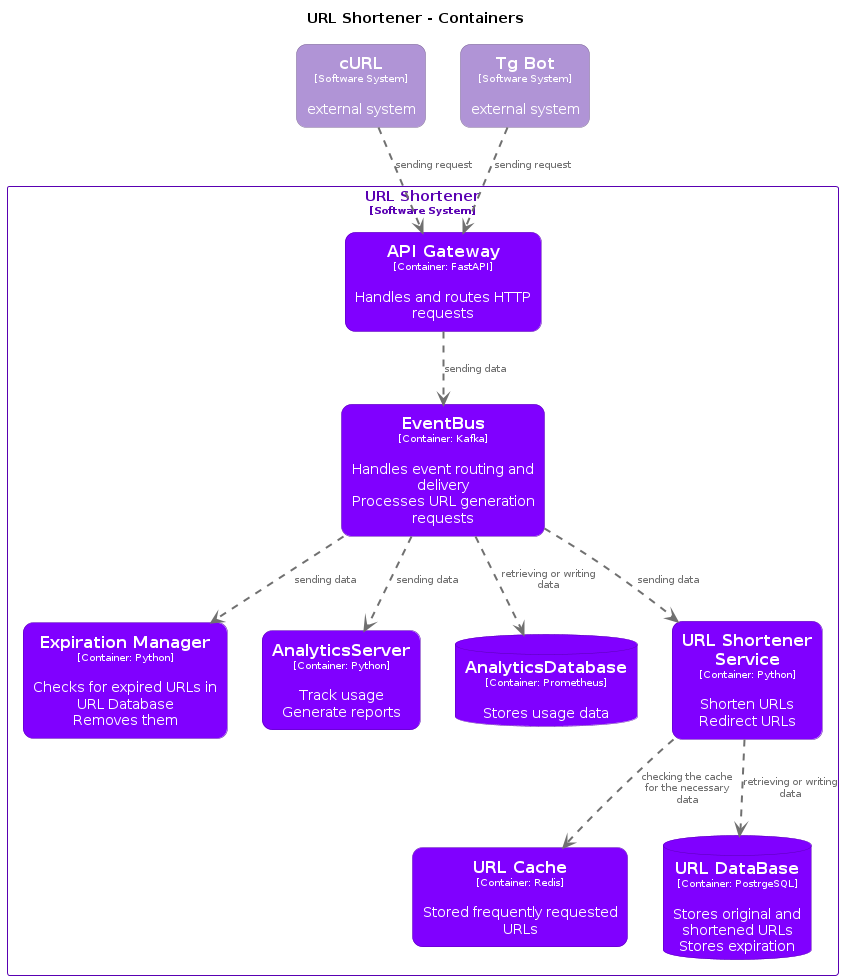 URL Shortener - Containers
cURL
[Software System]
external system
Tg Bot
[Software System]
external system
sending request
sending request
URL Shortener
[Software System]
API Gateway
[Container: FastAPI]
Handles and routes HTTP
requests
sending data
EventBus
[Container: Kafka]
Handles event routing and
delivery
Processes URL generation
requests
sending data
sending data
retrieving or writing
data
sending data
Expiration Manager
[Container: Python]
Checks for expired URLs in
URL Database
Removes them
AnalyticsServer
[Container: Python]
Track usage
Generate reports
AnalyticsDatabase
[Container: Prometheus]
Stores usage data
URL Shortener
Service
[Container: Python]
Shorten URLs
Redirect URLs
checking the cache
for the necessary
data
retrieving or writing
data
URL Cache
[Container: Redis]
Stored frequently requested
URLs
URL DataBase
[Container: PostrgeSQL]
Stores original and
shortened URLs
Stores expiration